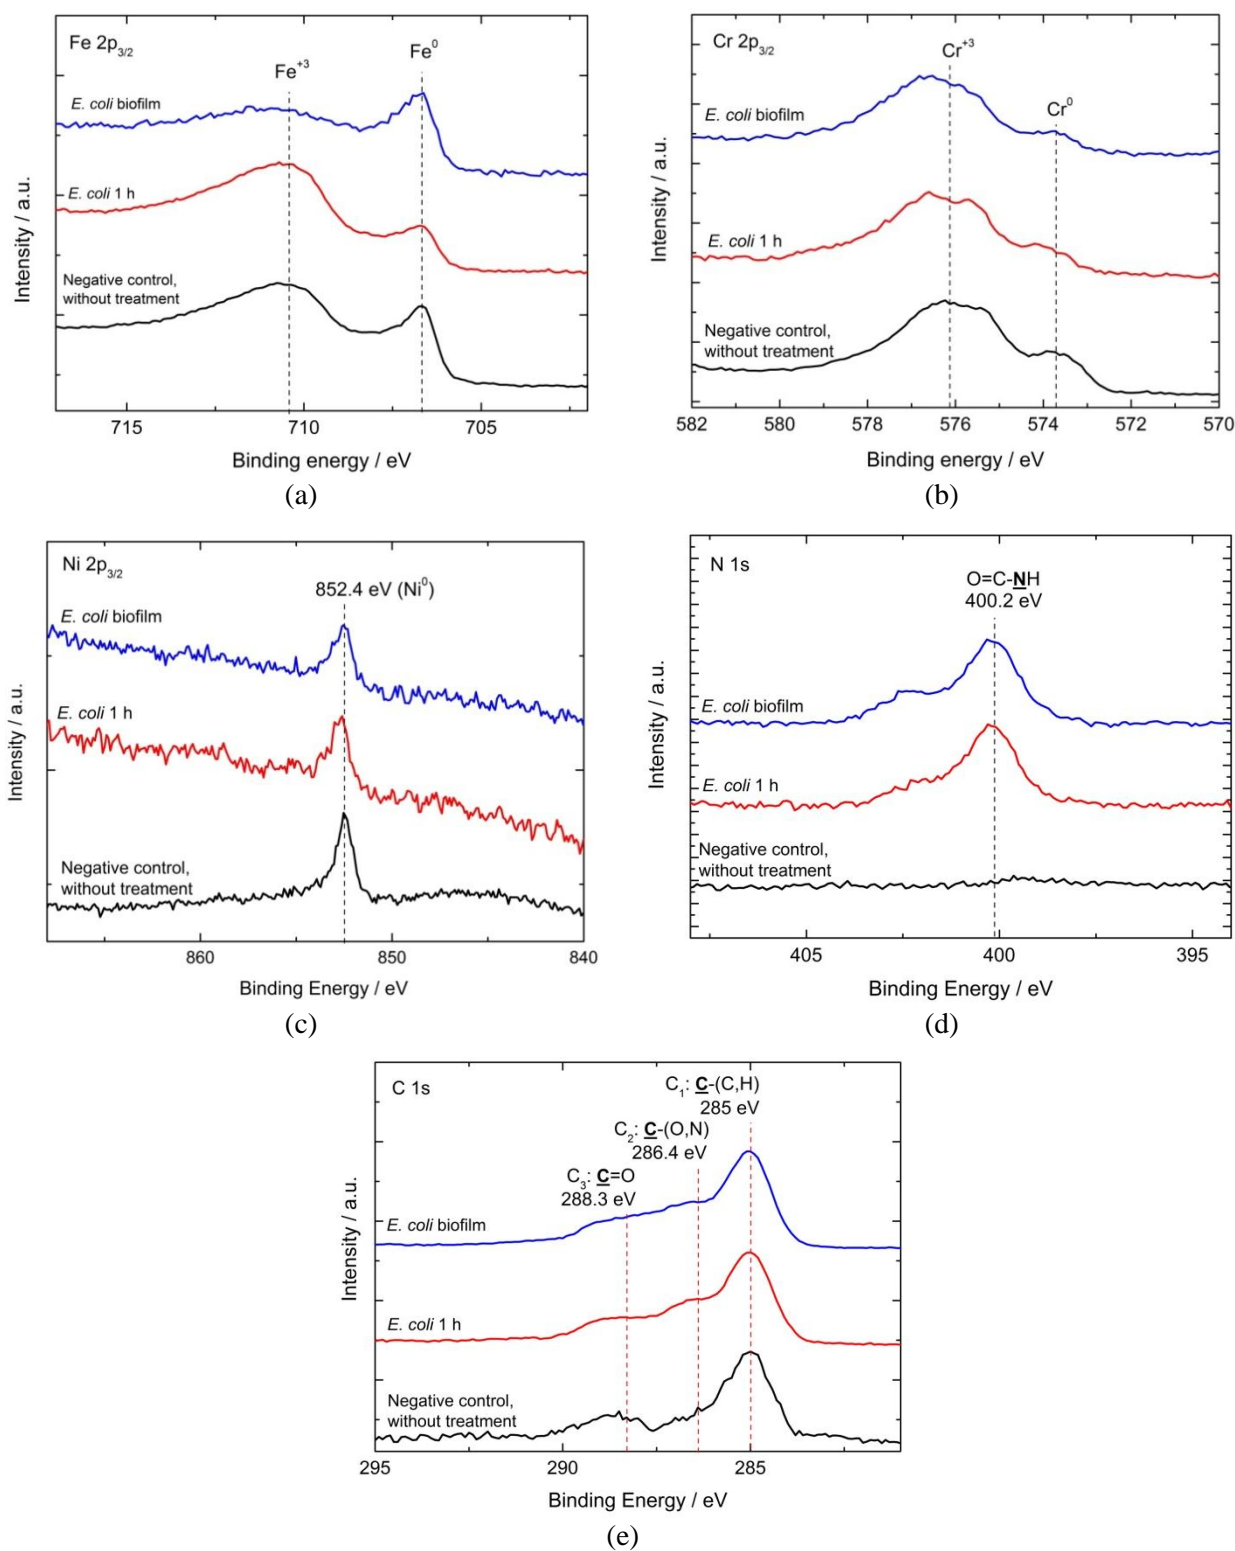 Fe 2p3/2
Fe+3
Fe0
E. coli biofilm
E. coli 1 h
Negative control,
without treatment
Intensity / a.u.
715
710
705
Binding energy / eV
(a)
Cr 2p3/2
Cr+3
Cr0
E. coli biofilm
E. coli 1 h
Negative control,
without treatment
Intensity / a.u.
582
580
578
576
574
572
570
Binding energy / eV
(b)
Ni 2p3/2
852.4 eV (Ni0)
E. coli biofilm
E. coli 1 h
Negative control,
without treatment
Intensity / a.u.
860
850
840
Binding Energy / eV
(c)
N 1s
O=C-NH
400.2 eV
E. coli biofilm
E. coli 1 h
Negative control,
without treatment
Intensity / a.u.
405
400
395
Binding Energy / eV
(d)
C 1s
C1: C-(C,H)
285 eV
C2: C-(O,N)
286.4 eV
C3: C=O
288.3 eV
E. coli biofilm
E. coli 1 h
Negative control,
without treatment
Intensity / a.u.
295
290
285
Binding Energy / eV
(e)